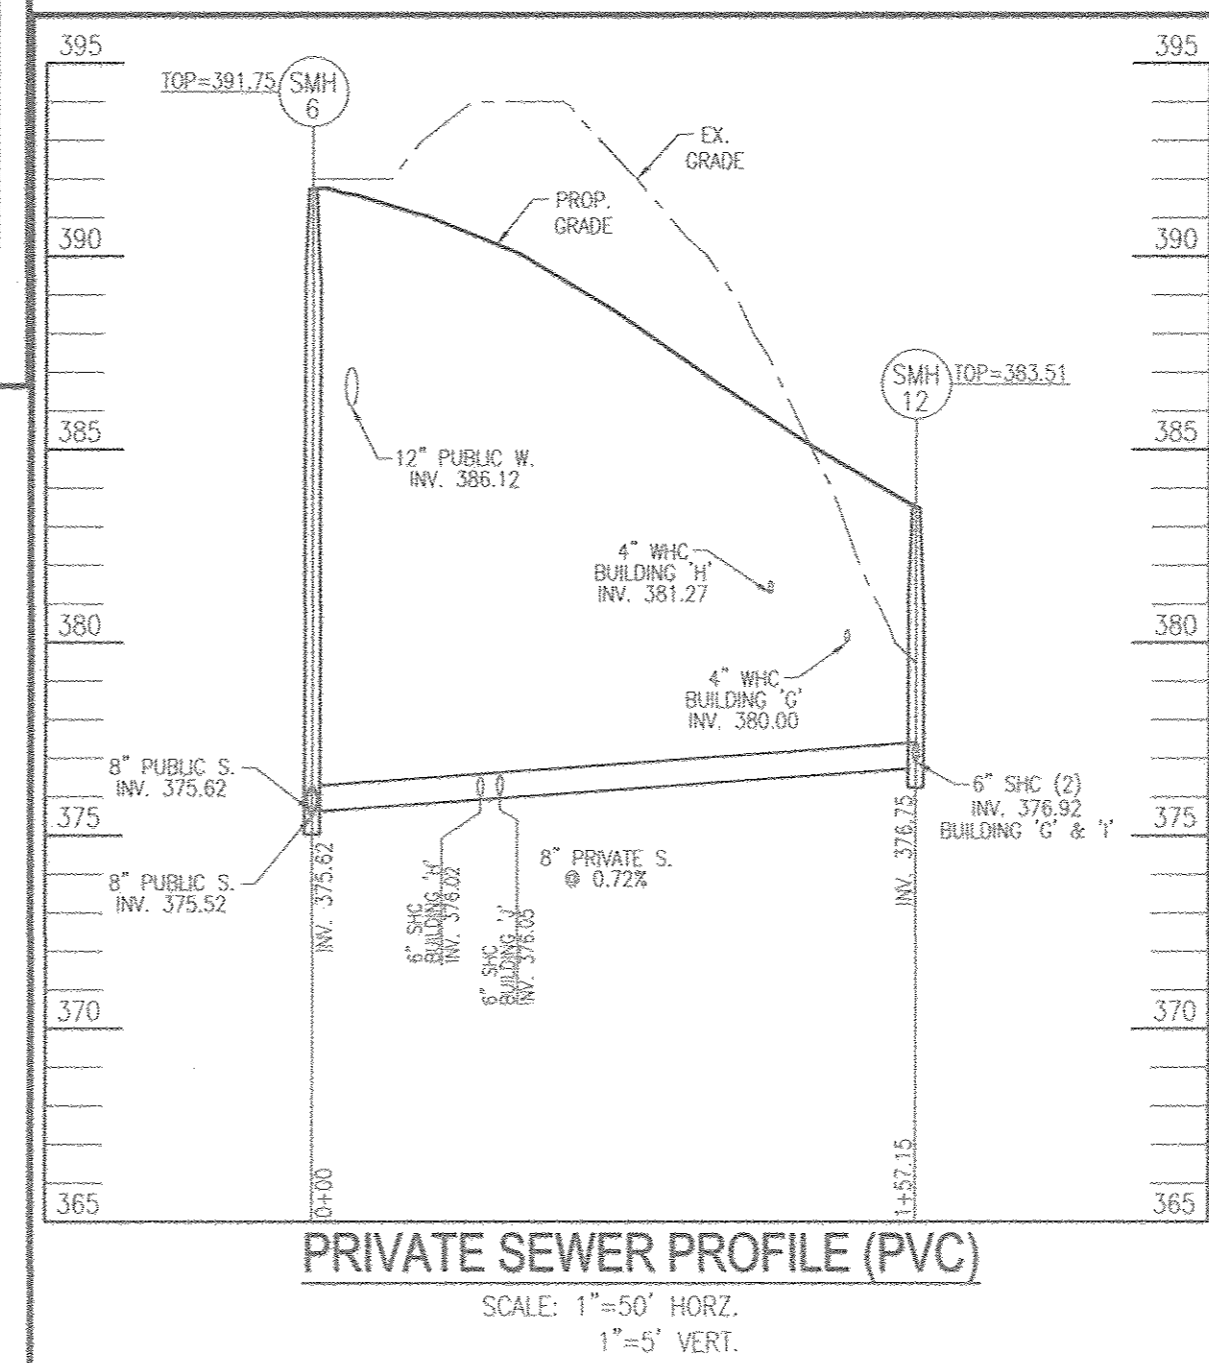 395
395
TOP=391.75
SMH
6
EX.
GRADE
PROP.
GRADE
390
390
SMH
12
TOP=383.51
385
385
12" PUBLIC W.
INV. 386.12
4" WHC
BUILDING 'H'
INV. 381.27
380
380
4" WHC
BUILDING 'G'
INV. 380.00
8" PUBLIC S.
INV. 375.62
6" SHC (2)
INV. 376.92
BUILDING 'G' & 'I'
375
375
8" PUBLIC S.
INV. 375.52
INV. 375.62
6" SHC
BUILDING 'H'
INV. 376.02
6" SHC
BUILDING 'J'
INV. 376.05
8" PRIVATE S.
@ 0.72%
INV. 376.75
370
370
0+00
1+57.15
365
365
PRIVATE SEWER PROFILE (PVC)
SCALE: 1"=50' HORZ.
1"=5' VERT.